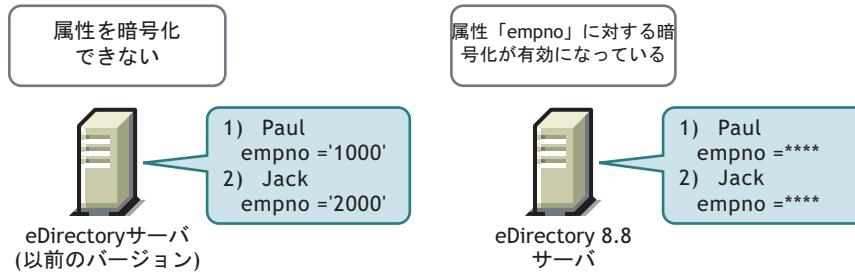 属性を暗号化
できない
1) Paul
empno ='1000'
2) Jack
empno ='2000'
eDirectoryサーバ
(以前のバージョン)
属性「empno」に対する暗
号化が有効になっている
1) Paul
empno =****
2) Jack
empno =****
eDirectory 8.8
サーバ